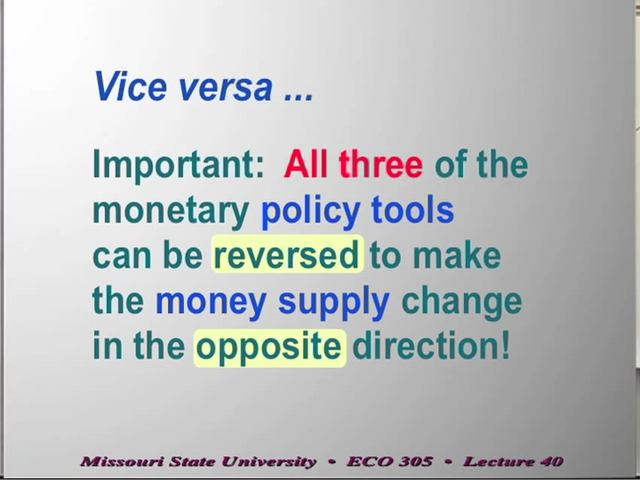 Vice versa ...
Important:  All three of the
monetary policy tools
can be reversed to make
the money supply change
in the opposite direction!
Missouri State University • ECO 305 • Lecture 40